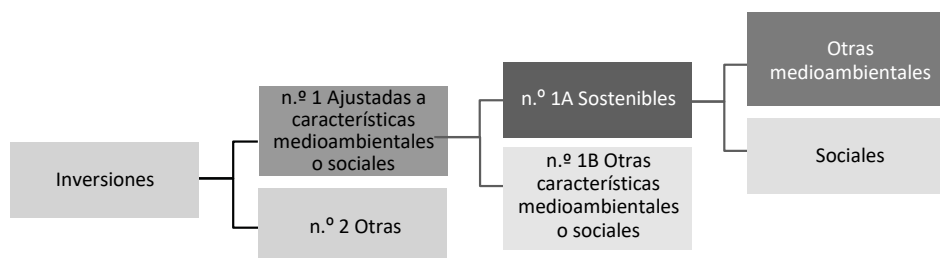 Inversiones
n.º 1 Ajustadas a
características
medioambientales
o sociales
n.º 2 Otras
n.º 1A Sostenibles
n.º 1B Otras
características
medioambientales
o sociales
Otras
medioambientales
Sociales